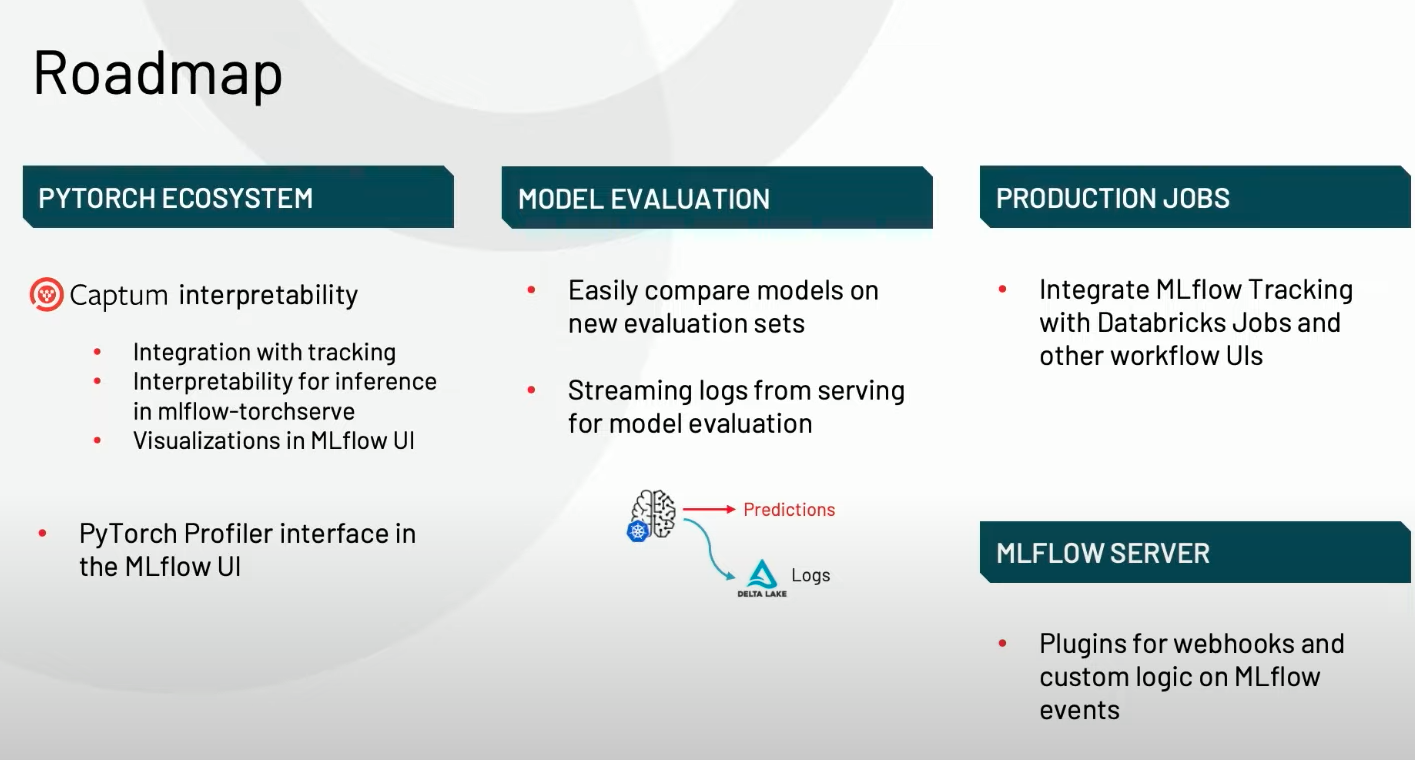 Roadmap
PYTORCH ECOSYSTEM
Captum interpretability
• Integration with tracking
• Interpretability for inference
in mlflow-torchserve
• Visualizations in MLflow UI
• PyTorch Profiler interface in
the MLflow UI
MODEL EVALUATION
• Easily compare models on
new evaluation sets
• Streaming logs from serving
for model evaluation
Predictions
Logs
DELTA LAKE
PRODUCTION JOBS
• Integrate MLflow Tracking
with Databricks Jobs and
other workflow UIs
MLFLOW SERVER
• Plugins for webhooks and
custom logic on MLflow
events